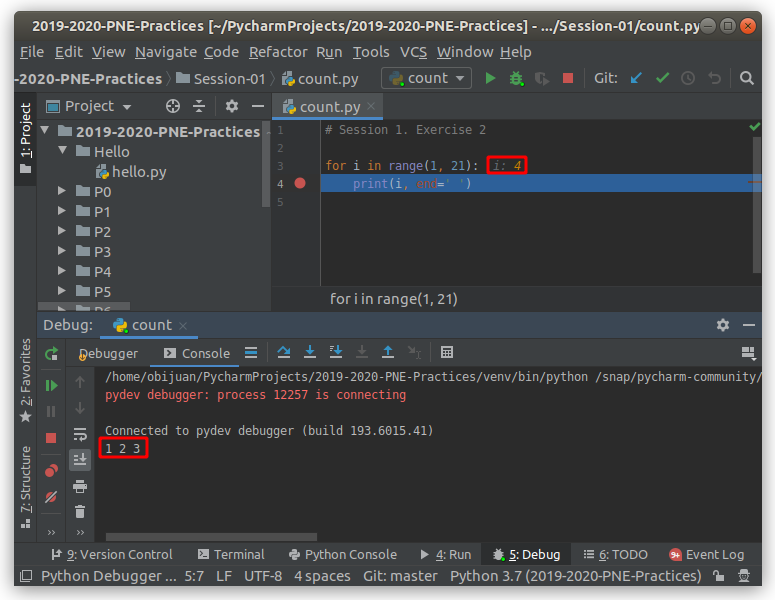 2019-2020-PNE-Practices [~/PycharmProjects/2019-2020-PNE-Practices] - .../Session-01/count.py
File Edit View Navigate Code Refactor Run Tools VCS Window Help
-2020-PNE-Practices Session-01 count.py count Git:
1: Project
Project
count.py
2019-2020-PNE-Practices
Hello
hello.py
P0
P1
P2
P3
P4
P5
1 # Session 1. Exercise 2
2
3 for i in range(1, 21): i: 4
4 print(i, end=' ')
5
for i in range(1, 21)
Debug: count
Debugger Console
2: Favorites
7: Structure
/home/obijuan/PycharmProjects/2019-2020-PNE-Practices/venv/bin/python /snap/pycharm-community/
pydev debugger: process 12257 is connecting
Connected to pydev debugger (build 193.6015.41)
1 2 3
9: Version Control Terminal Python Console 4: Run 5: Debug 6: TODO 9+ Event Log
Python Debugger ... 5:7 LF UTF-8 4 spaces Git: master Python 3.7 (2019-2020-PNE-Practices)